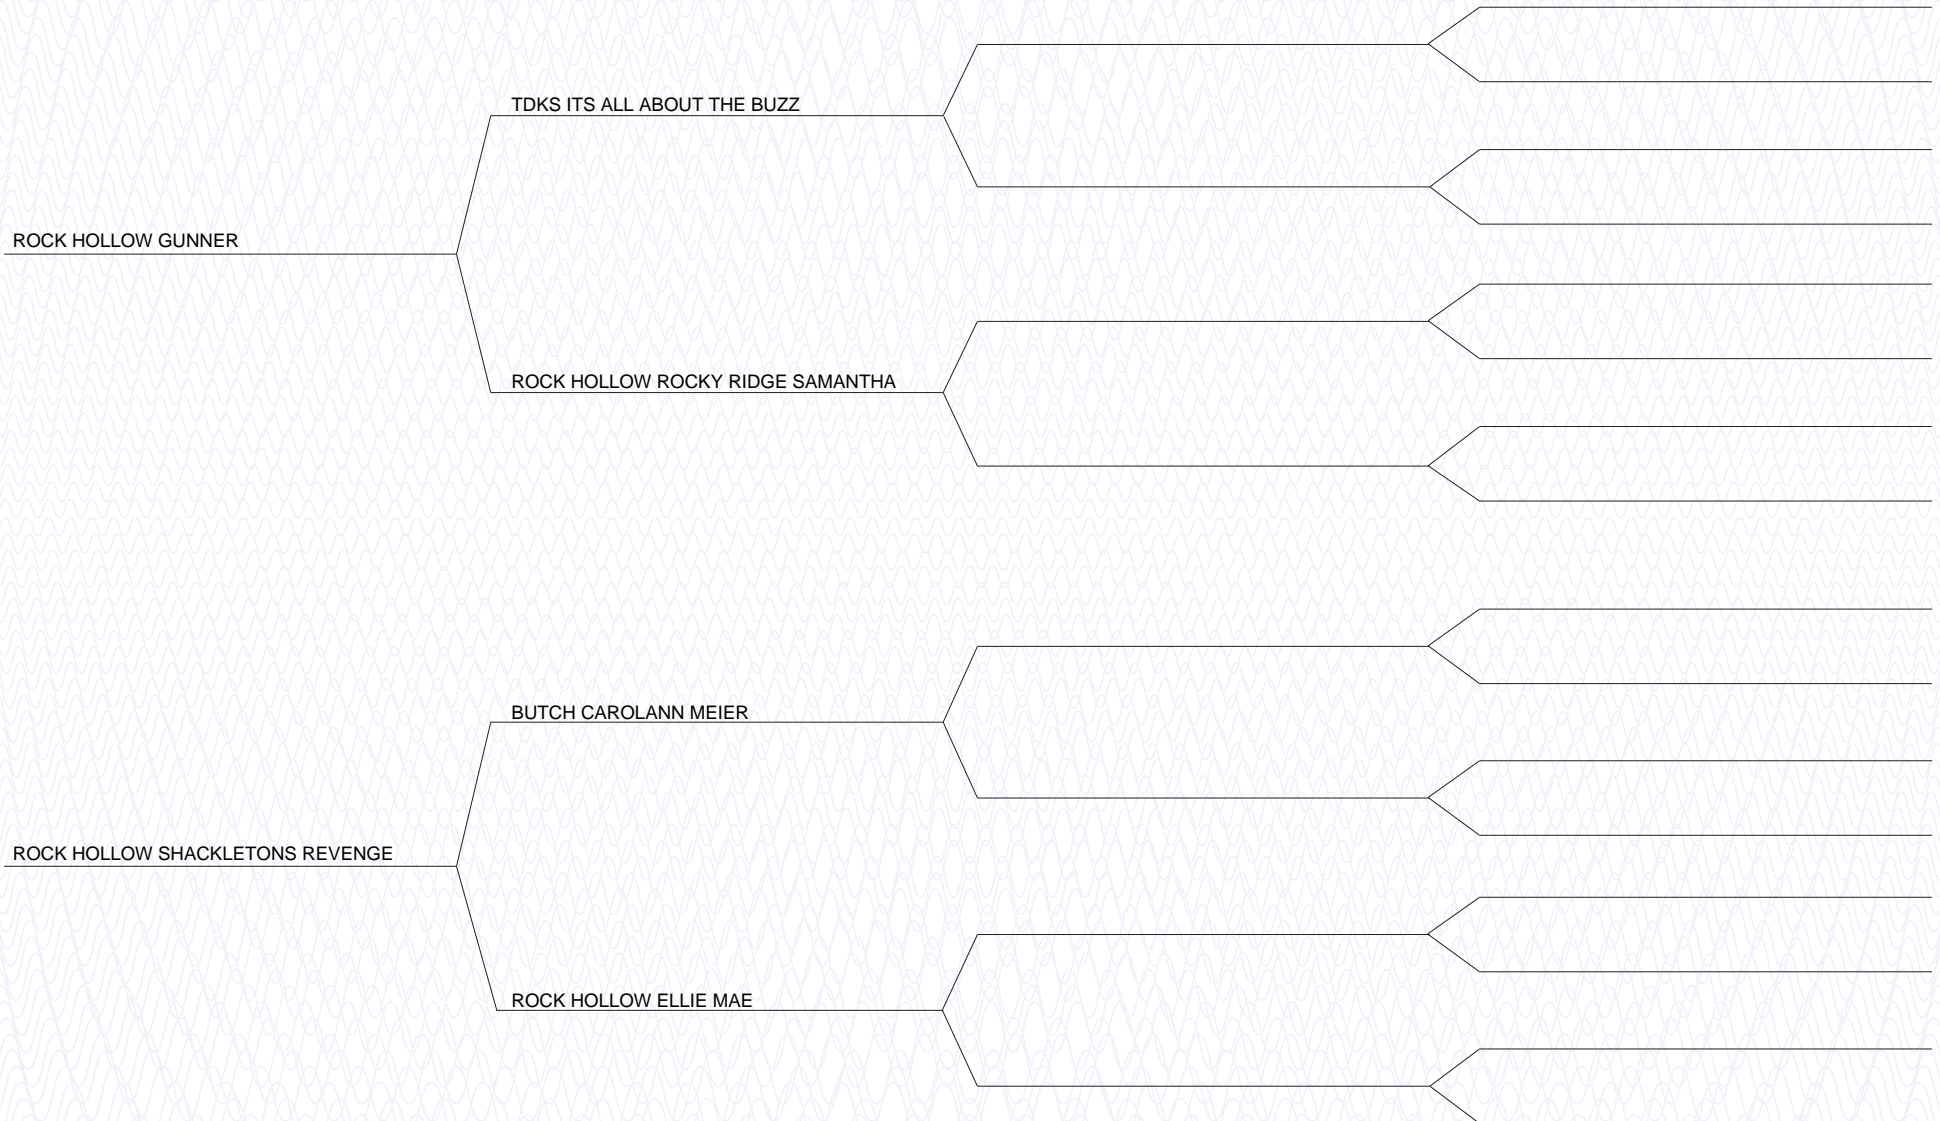 TDKS ITS ALL ABOUT THE BUZZ
ROCK HOLLOW GUNNER
ROCK HOLLOW ROCKY RIDGE SAMANTHA
BUTCH CAROLANN MEIER
ROCK HOLLOW SHACKLETONS REVENGE
ROCK HOLLOW ELLIE MAE